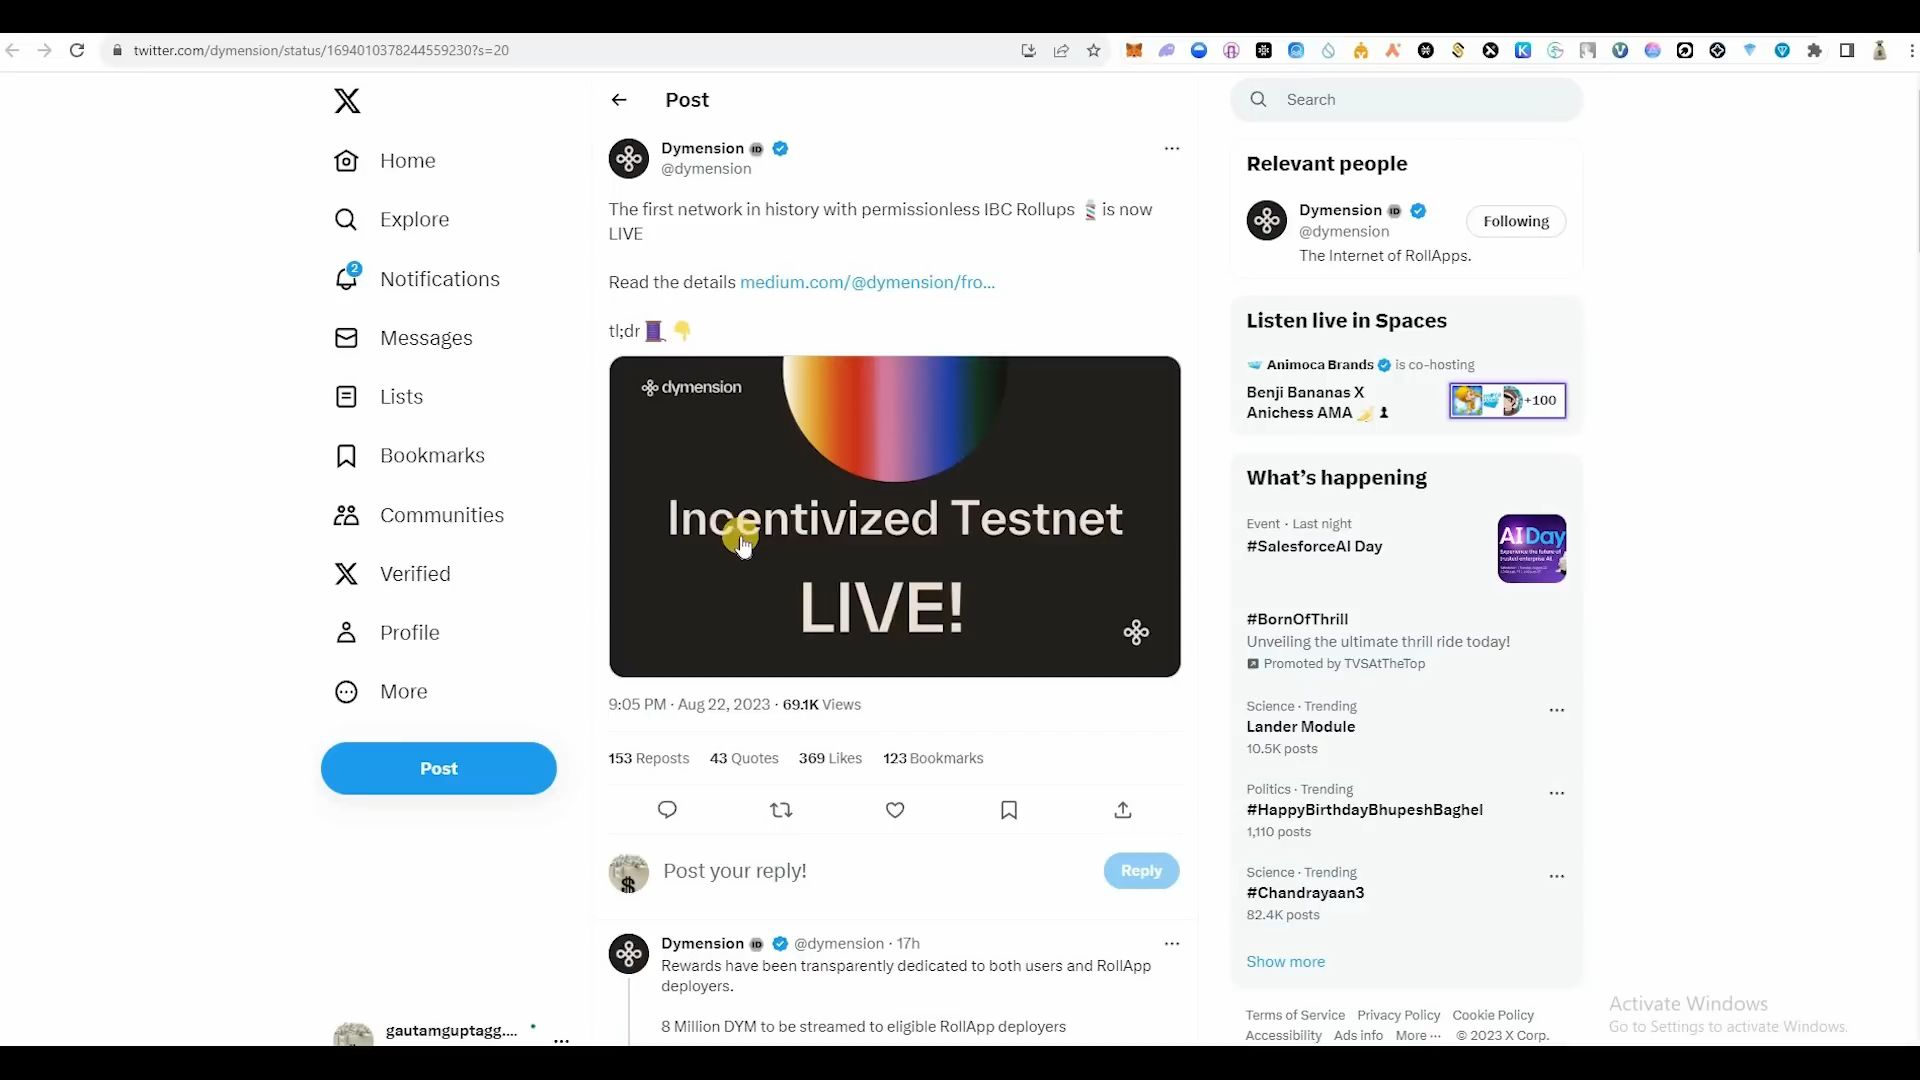 twitter.com/dymension/status/1694010378244559230?s=20
Home
Explore
2
Notifications
Messages
Lists
Bookmarks
Communities
Verified
Profile
More
Post
gautamguptagg....
Post
Dymension
@dymension
The first network in history with permissionless IBC Rollups 💈 is now
LIVE
Read the details medium.com/@dymension/fro...
tl;dr 🧵 👇
dymension
Incentivized Testnet
LIVE!
9:05 PM · Aug 22, 2023 · 69.1K Views
153 Reposts 43 Quotes 369 Likes 123 Bookmarks
Post your reply!
Reply
Dymension @dymension · 17h
Rewards have been transparently dedicated to both users and RollApp
deployers.
8 Million DYM to be streamed to eligible RollApp deployers
Search
Relevant people
Dymension
@dymension
Following
The Internet of RollApps.
Listen live in Spaces
Animoca Brands is co-hosting
Benji Bananas X
Anichess AMA 🍌 ♟
+100
What's happening
Event · Last night
#SalesforceAI Day
AI Day
#BornOfThrill
Unveiling the ultimate thrill ride today!
Promoted by TVSAtTheTop
Science · Trending
Lander Module
10.5K posts
Politics · Trending
#HappyBirthdayBhupeshBaghel
1,110 posts
Science · Trending
#Chandrayaan3
82.4K posts
Show more
Terms of Service Privacy Policy Cookie Policy
Accessibility Ads info More ··· © 2023 X Corp.
Activate Windows
Go to Settings to activate Windows.